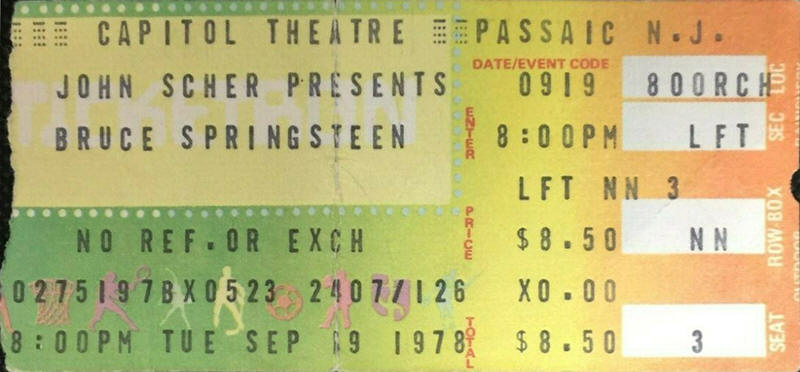 CAPITOL THEATRE PASSAIC N.J.
DATE/EVENT CODE
JOHN SCHER PRESENTS 0919 800RCH LOC
TICKETRON
BRUCE SPRINGSTEEN ENTER 8:00PM LFT SEC
LFT NN 3
NO REF.OR EXCH PRICE $8.50 NN ROW-BOX
0275197BX0523 2407/126 X0.00
8:00PM TUE SEP 19 1978 TOTAL $8.50 3 SEAT